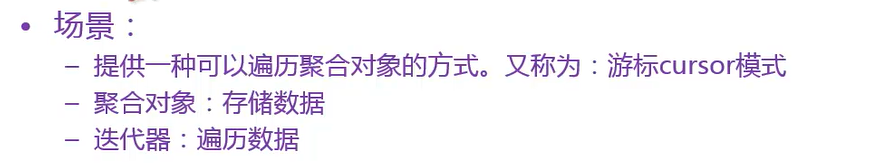 • 场景：
– 提供一种可以遍历聚合对象的方式。又称为：游标cursor模式
– 聚合对象：存储数据
– 迭代器：遍历数据